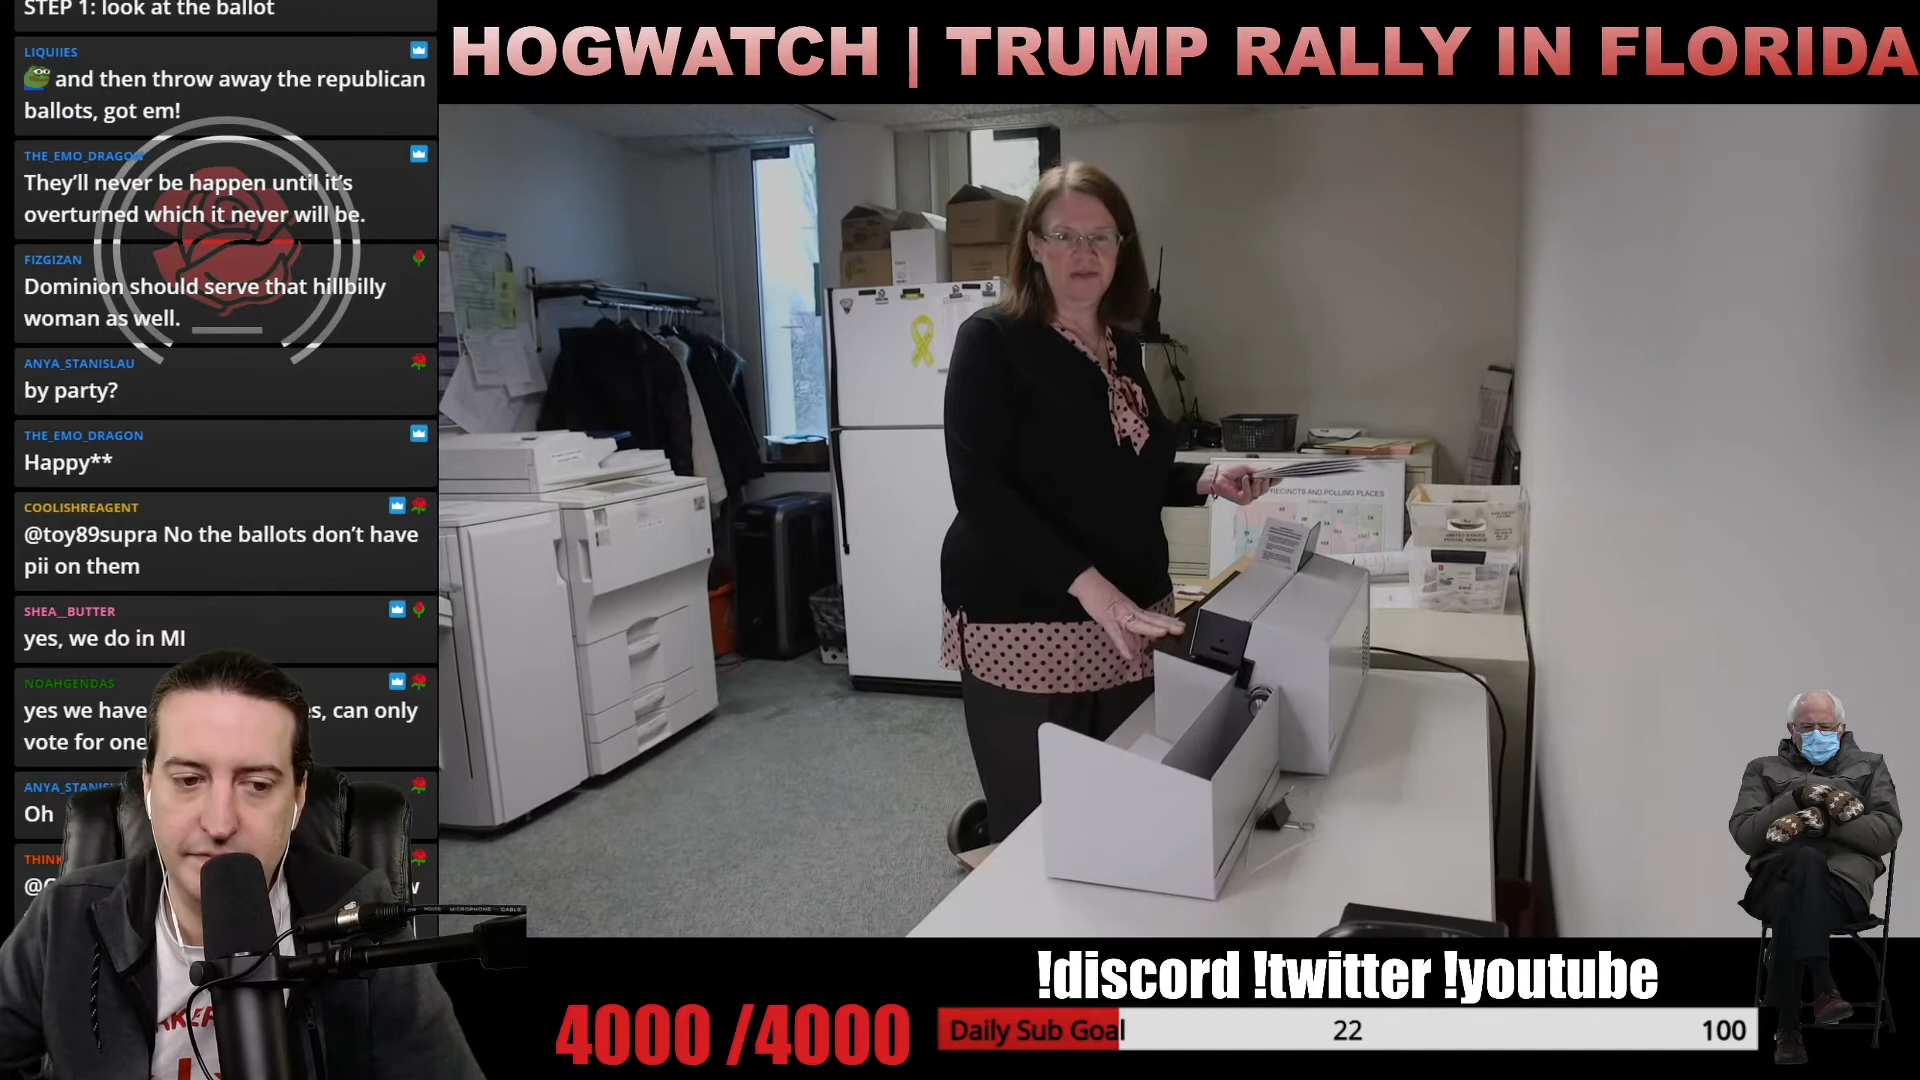 STEP 1: look at the ballot
LIQUIIES
and then throw away the republican
ballots, got em!
THE_EMO_DRAGON
They'll never be happen until it's
overturned which it never will be.
FIZGIZAN
Dominion should serve that hillbilly
woman as well.
ANYA_STANISLAU
by party?
THE_EMO_DRAGON
Happy**
COOLISHREAGENT
@toy89supra No the ballots don't have
pii on them
SHEA__BUTTER
yes, we do in MI
NOAHGENDAS
yes we have can only
vote for one
Oh
HOGWATCH | TRUMP RALLY IN FLORIDA
PRECINCTS AND POLLING PLACES
NOISE MICROPHONE CABLE
!discord !twitter !youtube
4000 /4000
Daily Sub Goal 22 100